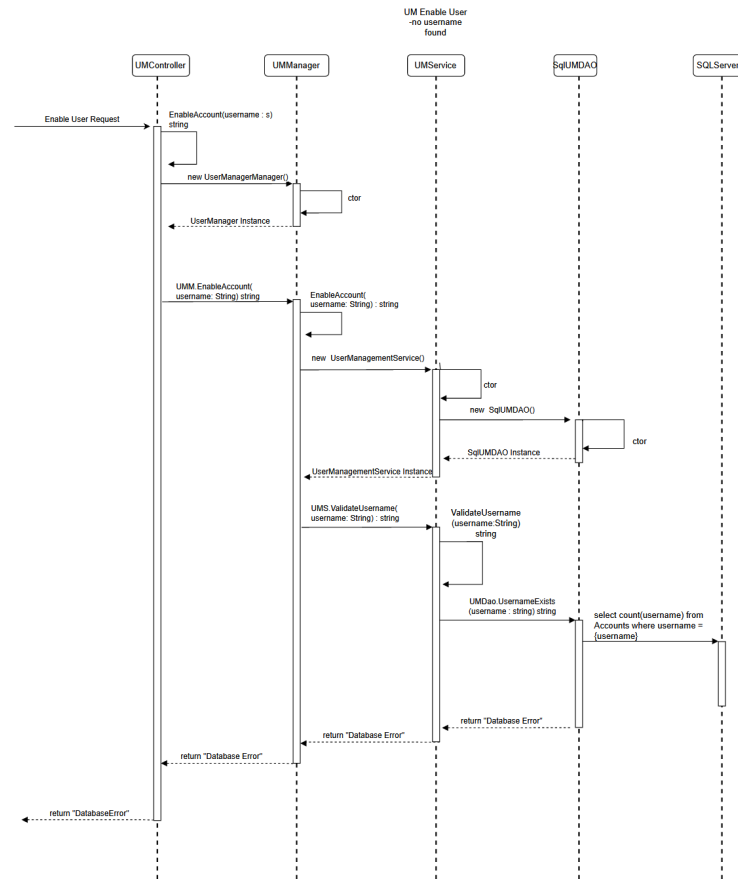 UM Enable User
-no username
found
UMController
UMManager
UMService
SqlUMDAO
SQLServer
Enable User Request
EnableAccount(username : s)
string
new UserManagerManager()
ctor
UserManager Instance
UMM.EnableAccount(
username: String) string
EnableAccount(
username: String) : string
new UserManagementService()
ctor
new SqlUMDAO()
ctor
SqlUMDAO Instance
UserManagementService Instance
UMS.ValidateUsername(
username: String) : string
ValidateUsername
(username:String)
string
UMDao.UsernameExists
(username : string) string
select count(username) from
Accounts where username =
{username}
return "Database Error"
return "Database Error"
return "Database Error"
return "DatabaseError"